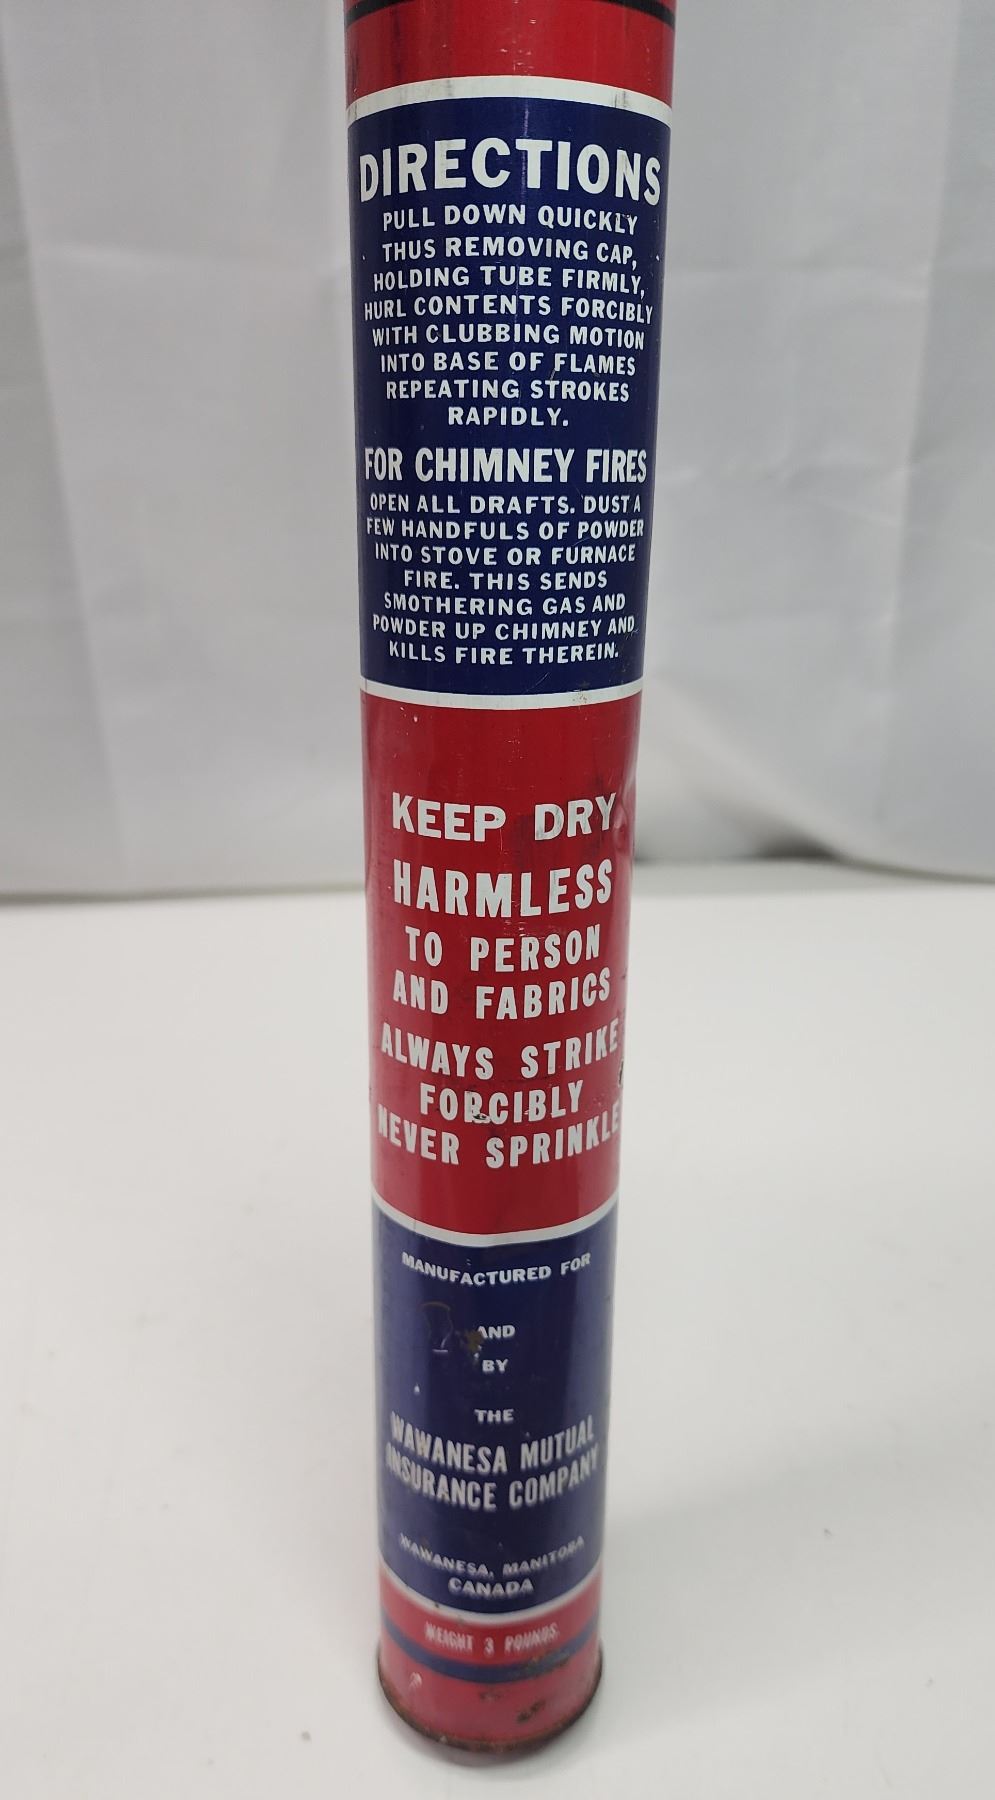 DIRECTIONS
PULL DOWN QUICKLY
THUS REMOVING CAP,
HOLDING TUBE FIRMLY,
HURL CONTENTS FORCIBLY
WITH CLUBBING MOTION
INTO BASE OF FLAMES
REPEATING STROKES
RAPIDLY.
FOR CHIMNEY FIRES
OPEN ALL DRAFTS. DUST A
FEW HANDFULS OF POWDER
INTO STOVE OR FURNACE
FIRE. THIS SENDS
SMOTHERING GAS AND
POWDER UP CHIMNEY AND
KILLS FIRE THEREIN.
KEEP DRY
HARMLESS
TO PERSON
AND FABRICS
ALWAYS STRIKE
FORCIBLY
NEVER SPRINKLE
MANUFACTURED FOR
AND
BY
THE
WAWANESA MUTUAL
INSURANCE COMPANY
WAWANESA, MANITOBA
CANADA
WEIGHT 3 POUNDS.